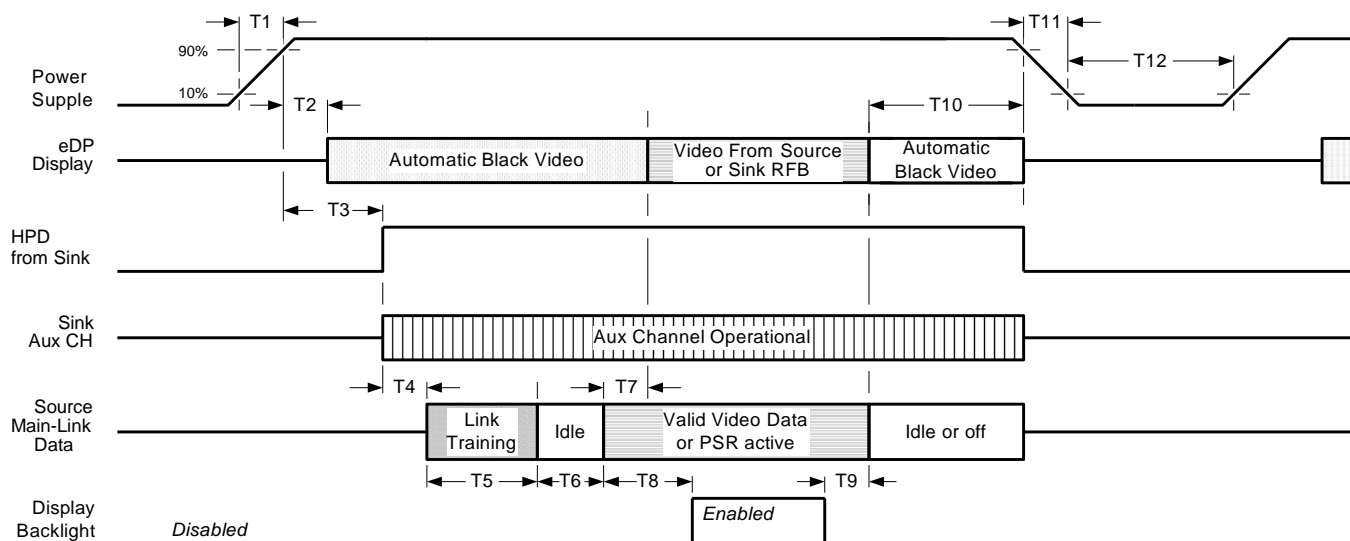 T1
T11
90%
T12
Power
Supple
10%
T2
T10
eDP
Display
Automatic Black Video
Video From Source
or Sink RFB
Automatic
Black Video
T3
HPD
from Sink
Sink
Aux CH
Aux Channel Operational
T4
T7
Source
Main-Link
Data
Link
Training
Idle
Valid Video Data
or PSR active
Idle or off
T5
T6
T8
T9
Display
Backlight
Disabled
Enabled